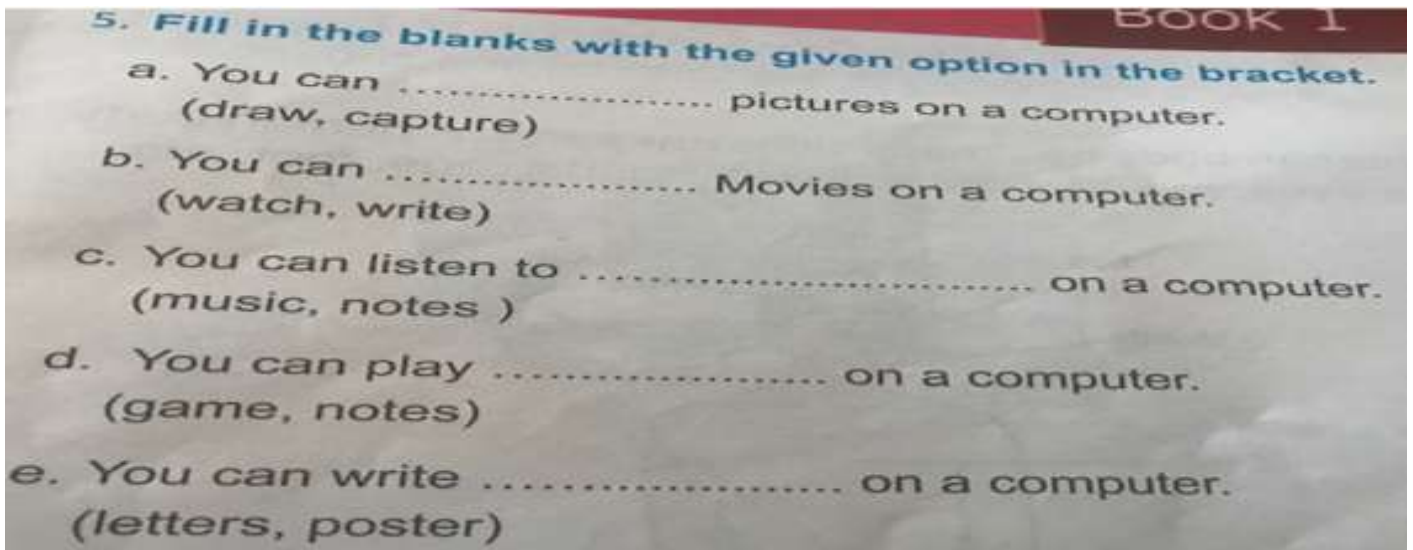 Book 1
5. Fill in the blanks with the given option in the bracket.
a. You can ...................... pictures on a computer.
(draw, capture)
b. You can ...................... Movies on a computer.
(watch, write)
c. You can listen to ................................ on a computer.
(music, notes )
d. You can play ....................... on a computer.
(game, notes)
e. You can write ...................... on a computer.
(letters, poster)